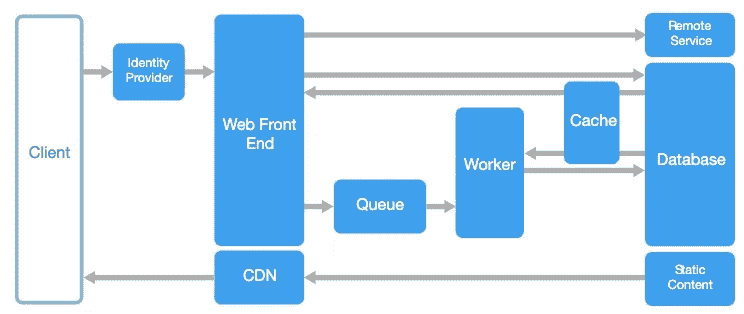 Client
Identity
Provider
Web Front
End
Queue
Worker
Cache
Remote
Service
Database
CDN
Static
Content